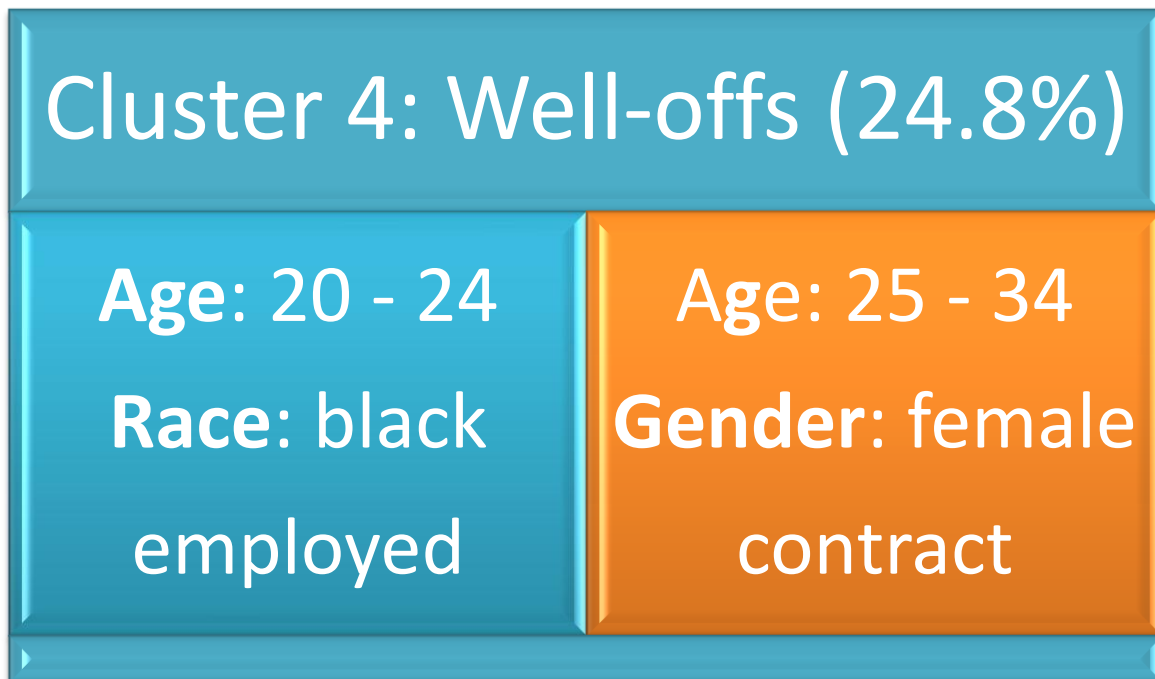 Cluster 4: Well-offs (24.8%)
Age: 20 - 24
Race: black
employed
Age: 25 - 34
Gender: female
contract